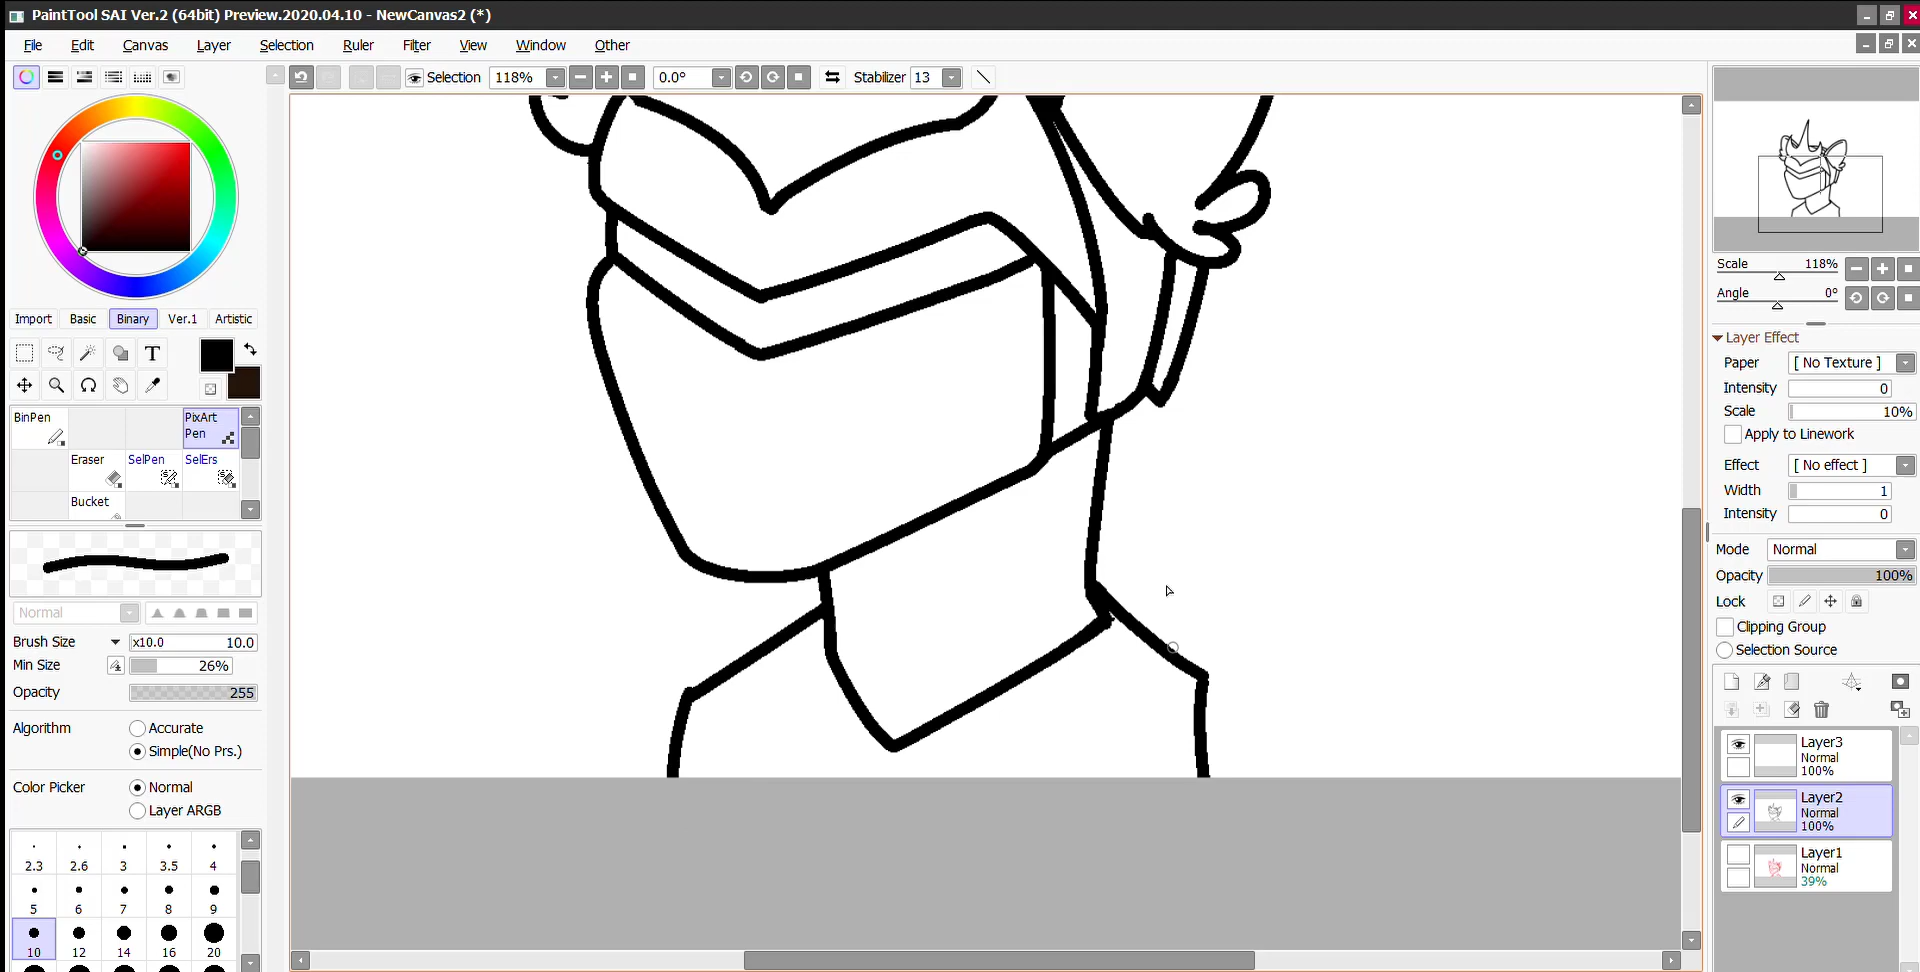 PaintTool SAI Ver.2 (64bit) Preview.2020.04.10 - NewCanvas2 (*)
File Edit Canvas Layer Selection Ruler Filter View Window Other
Selection 118% 0.0° Stabilizer 13
Scale 118%
Angle 0°
Import Basic Binary Ver.1 Artistic
T
BinPen
PixArt
Pen
Eraser SelPen SelErs
Bucket
Normal
Brush Size x10.0 10.0
Min Size 26%
Opacity 255
Algorithm Accurate
Simple(No Prs.)
Color Picker Normal
Layer ARGB
2.3 2.6 3 3.5 4
5 6 7 8 9
10 12 14 16 20
Layer Effect
Paper [ No Texture ]
Intensity 0
Scale 10%
Apply to Linework
Effect [ No effect ]
Width 1
Intensity 0
Mode Normal
Opacity 100%
Lock
Clipping Group
Selection Source
Layer3
Normal
100%
Layer2
Normal
100%
Layer1
Normal
39%